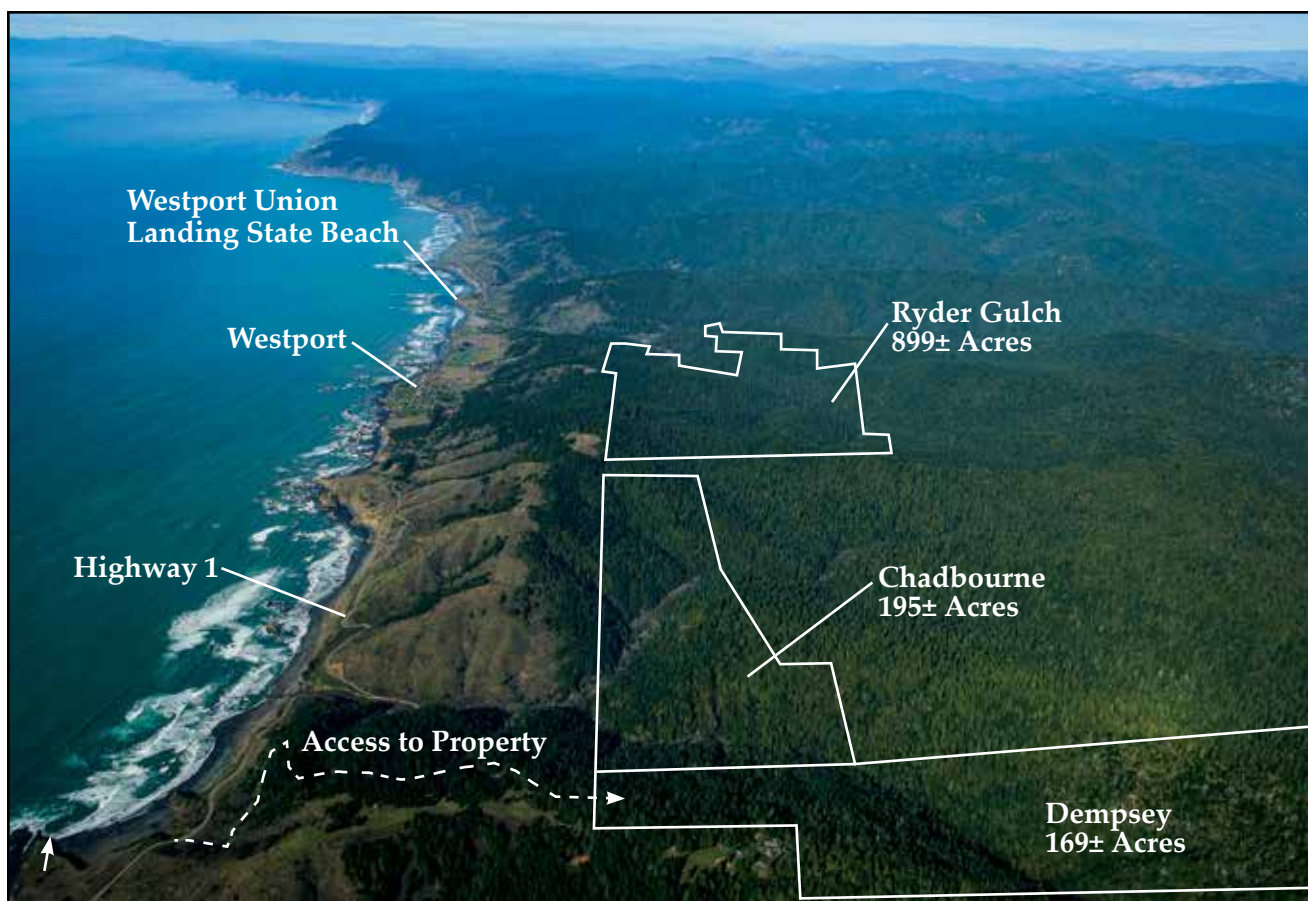 Westport Union
Landing State Beach
Westport
Ryder Gulch
899± Acres
Highway 1
Chadbourne
195± Acres
Access to Property
Dempsey
169± Acres